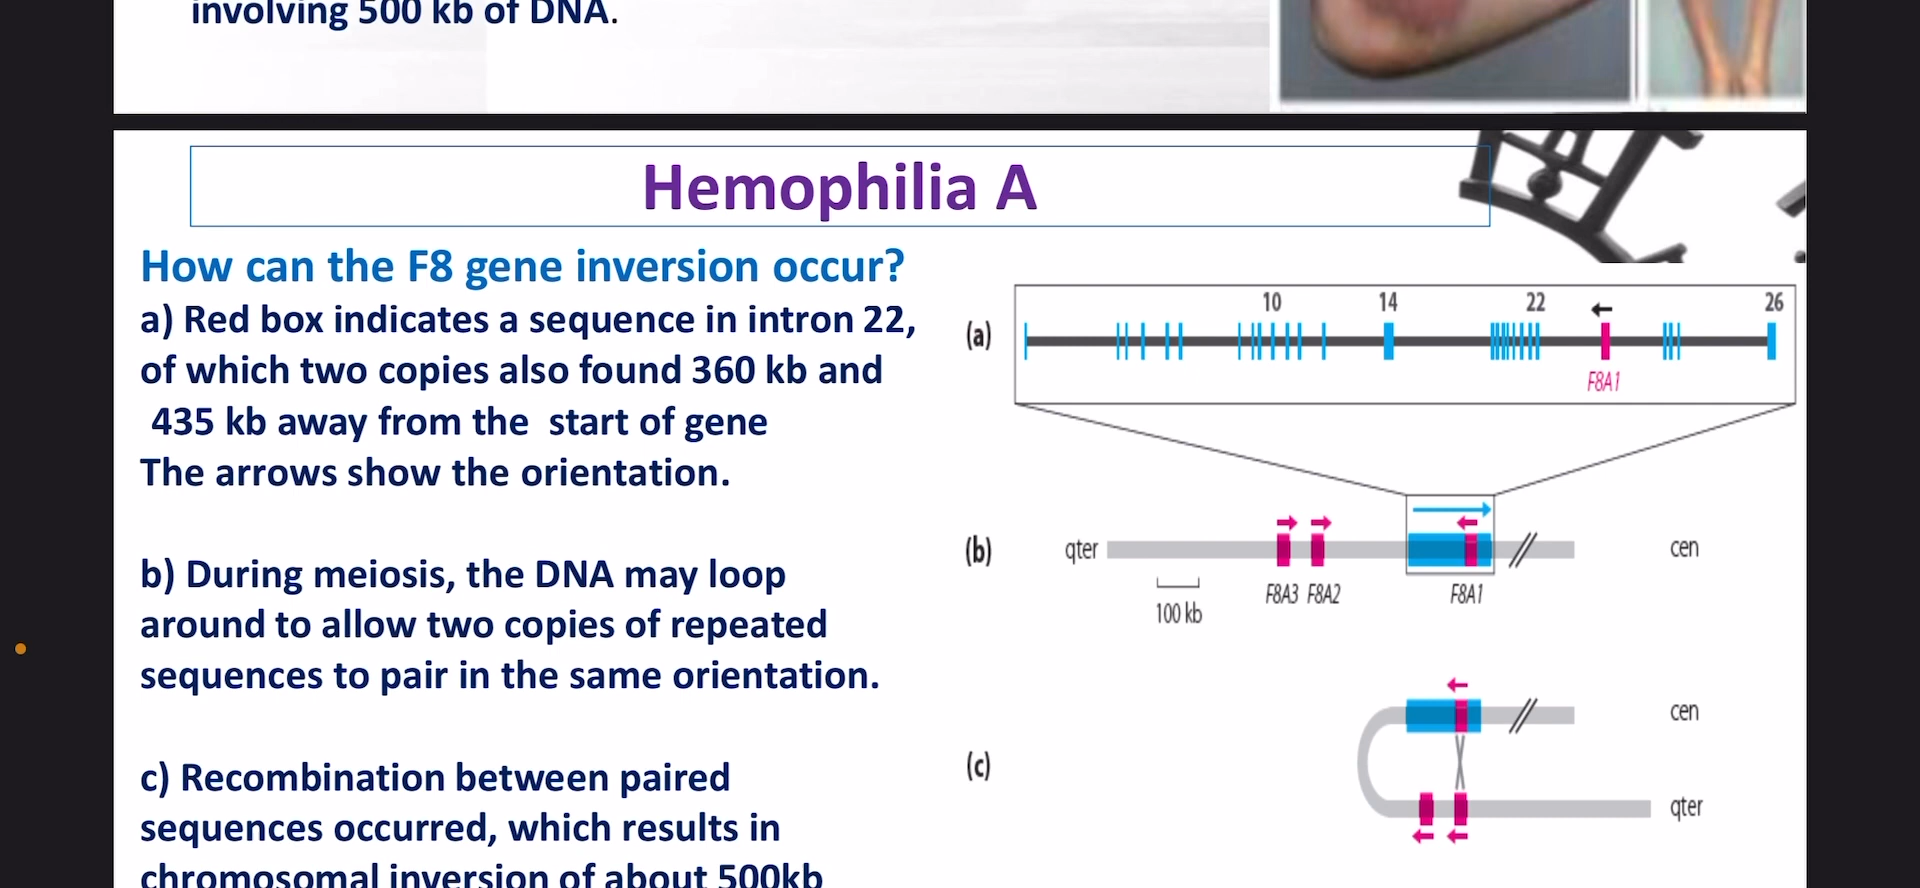 involving 500 kb of DNA.
Hemophilia A
How can the F8 gene inversion occur?
a) Red box indicates a sequence in intron 22,
of which two copies also found 360 kb and
435 kb away from the start of gene
The arrows show the orientation.
b) During meiosis, the DNA may loop
around to allow two copies of repeated
sequences to pair in the same orientation.
c) Recombination between paired
sequences occurred, which results in
chromosomal inversion of about 500kb
10 14 22 26
(a)
F8A1
(b) qter cen
100 kb F8A3 F8A2 F8A1
cen
(c)
qter